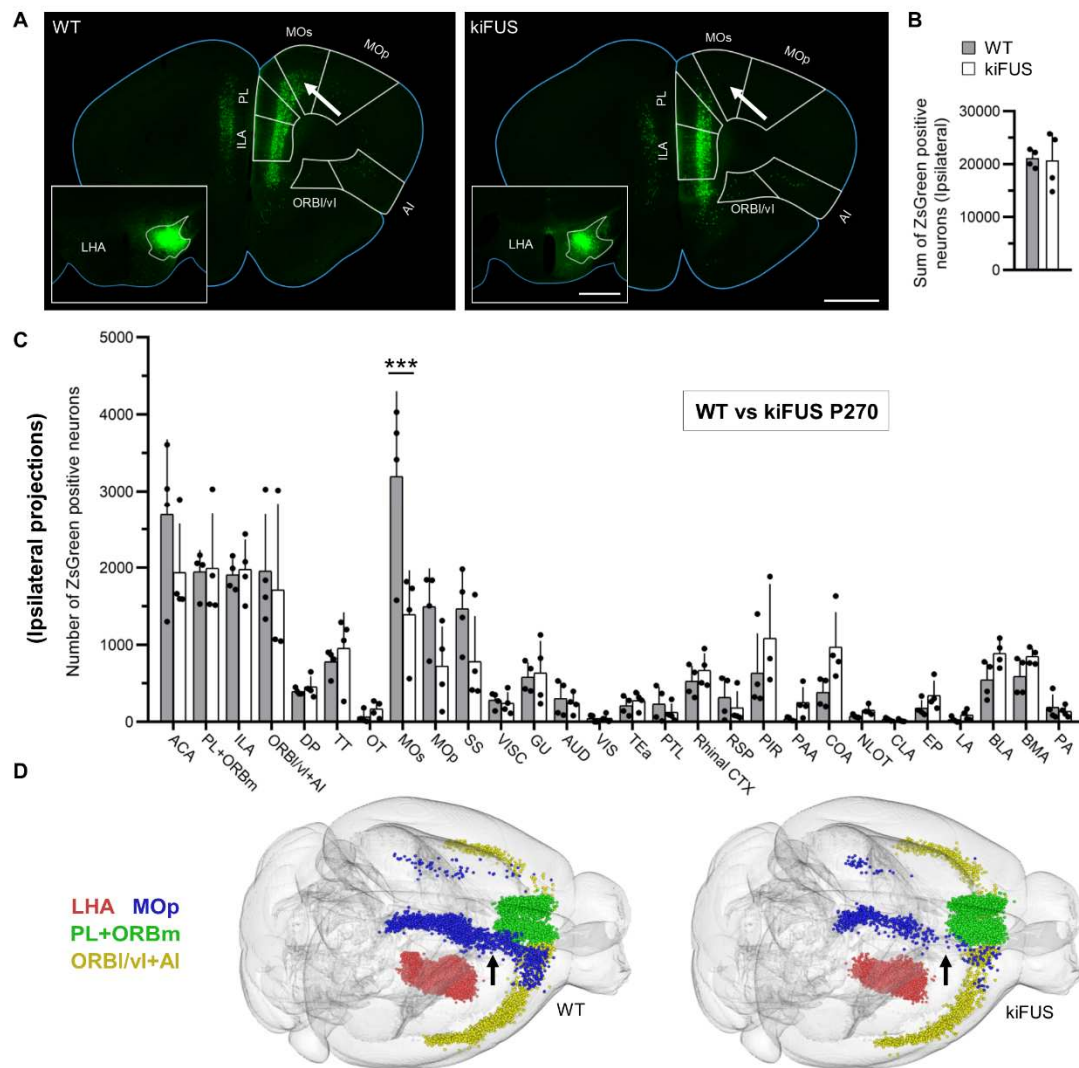 A
WT
MOs
MOp
PL
ILA
ORBl/vl
AI
LHA
kiFUS
MOs
MOp
PL
ILA
ORBl/vl
AI
LHA
B
WT
kiFUS
Sum of ZsGreen positive
neurons (Ipsilateral)
30000
20000
10000
0
C
(Ipsilateral projections)
Number of ZsGreen positive neurons
5000
4000
3000
2000
1000
0
***
WT vs kiFUS P270
ACA
PL+ORBm
ILA
ORBl/vl+AI
DP
TT
OT
MOs
MOp
SS
VISC
GU
AUD
VIS
TEa
PTL
Rhinal CTX
RSP
PIR
PAA
COA
NLOT
CLA
EP
LA
BLA
BMA
PA
D
LHA MOp
PL+ORBm
ORBl/vl+AI
WT
kiFUS